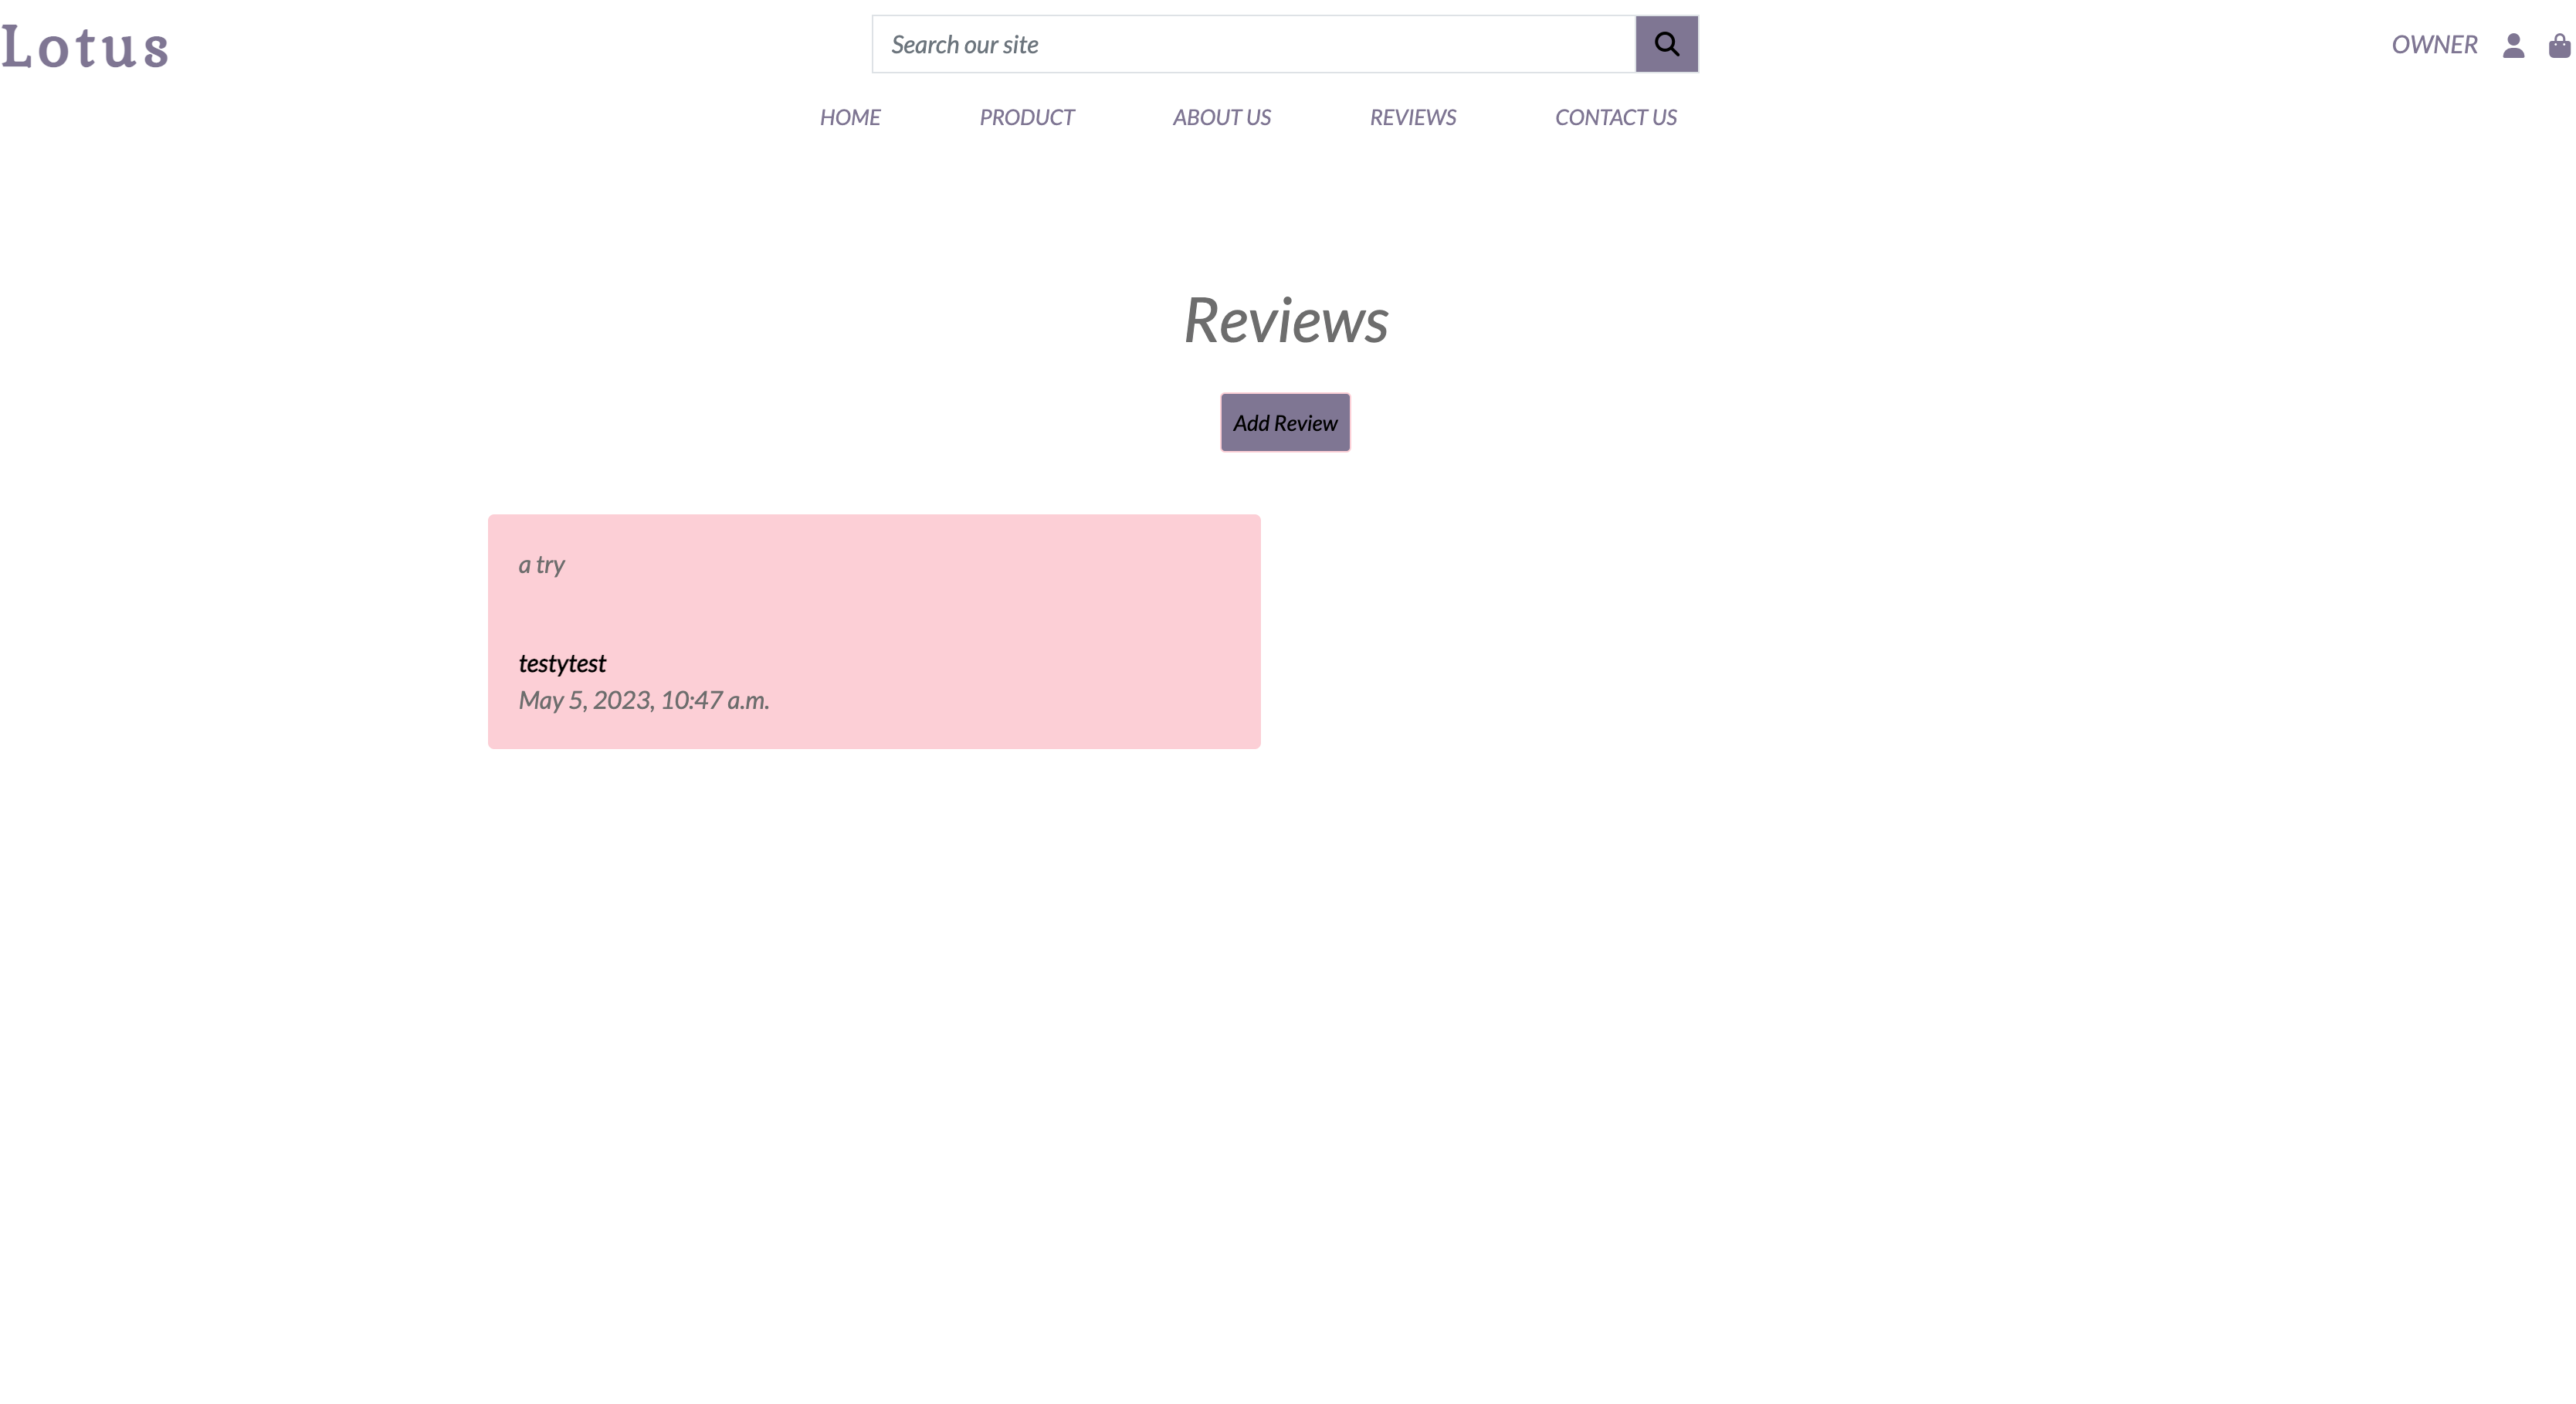 Lotus
Search our site
OWNER
HOME PRODUCT ABOUT US REVIEWS CONTACT US
Reviews
Add Review
a try
testytest
May 5, 2023, 10:47 a.m.